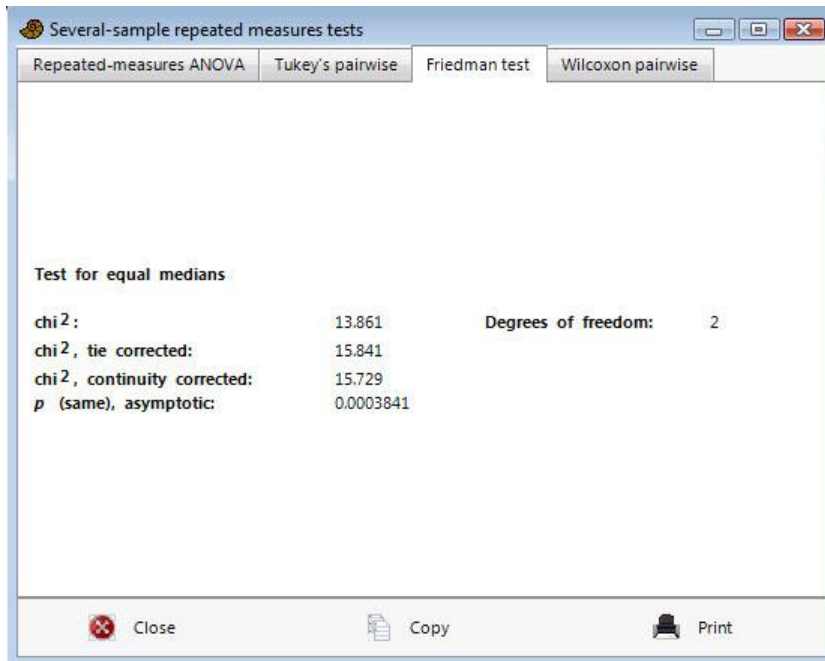 Several-sample repeated measures tests
Repeated-measures ANOVA Tukey's pairwise Friedman test Wilcoxon pairwise
Test for equal medians
chi2: 13.861 Degrees of freedom: 2
chi2, tie corrected: 15.841
chi2, continuity corrected: 15.729
p (same), asymptotic: 0.0003841
Close Copy Print